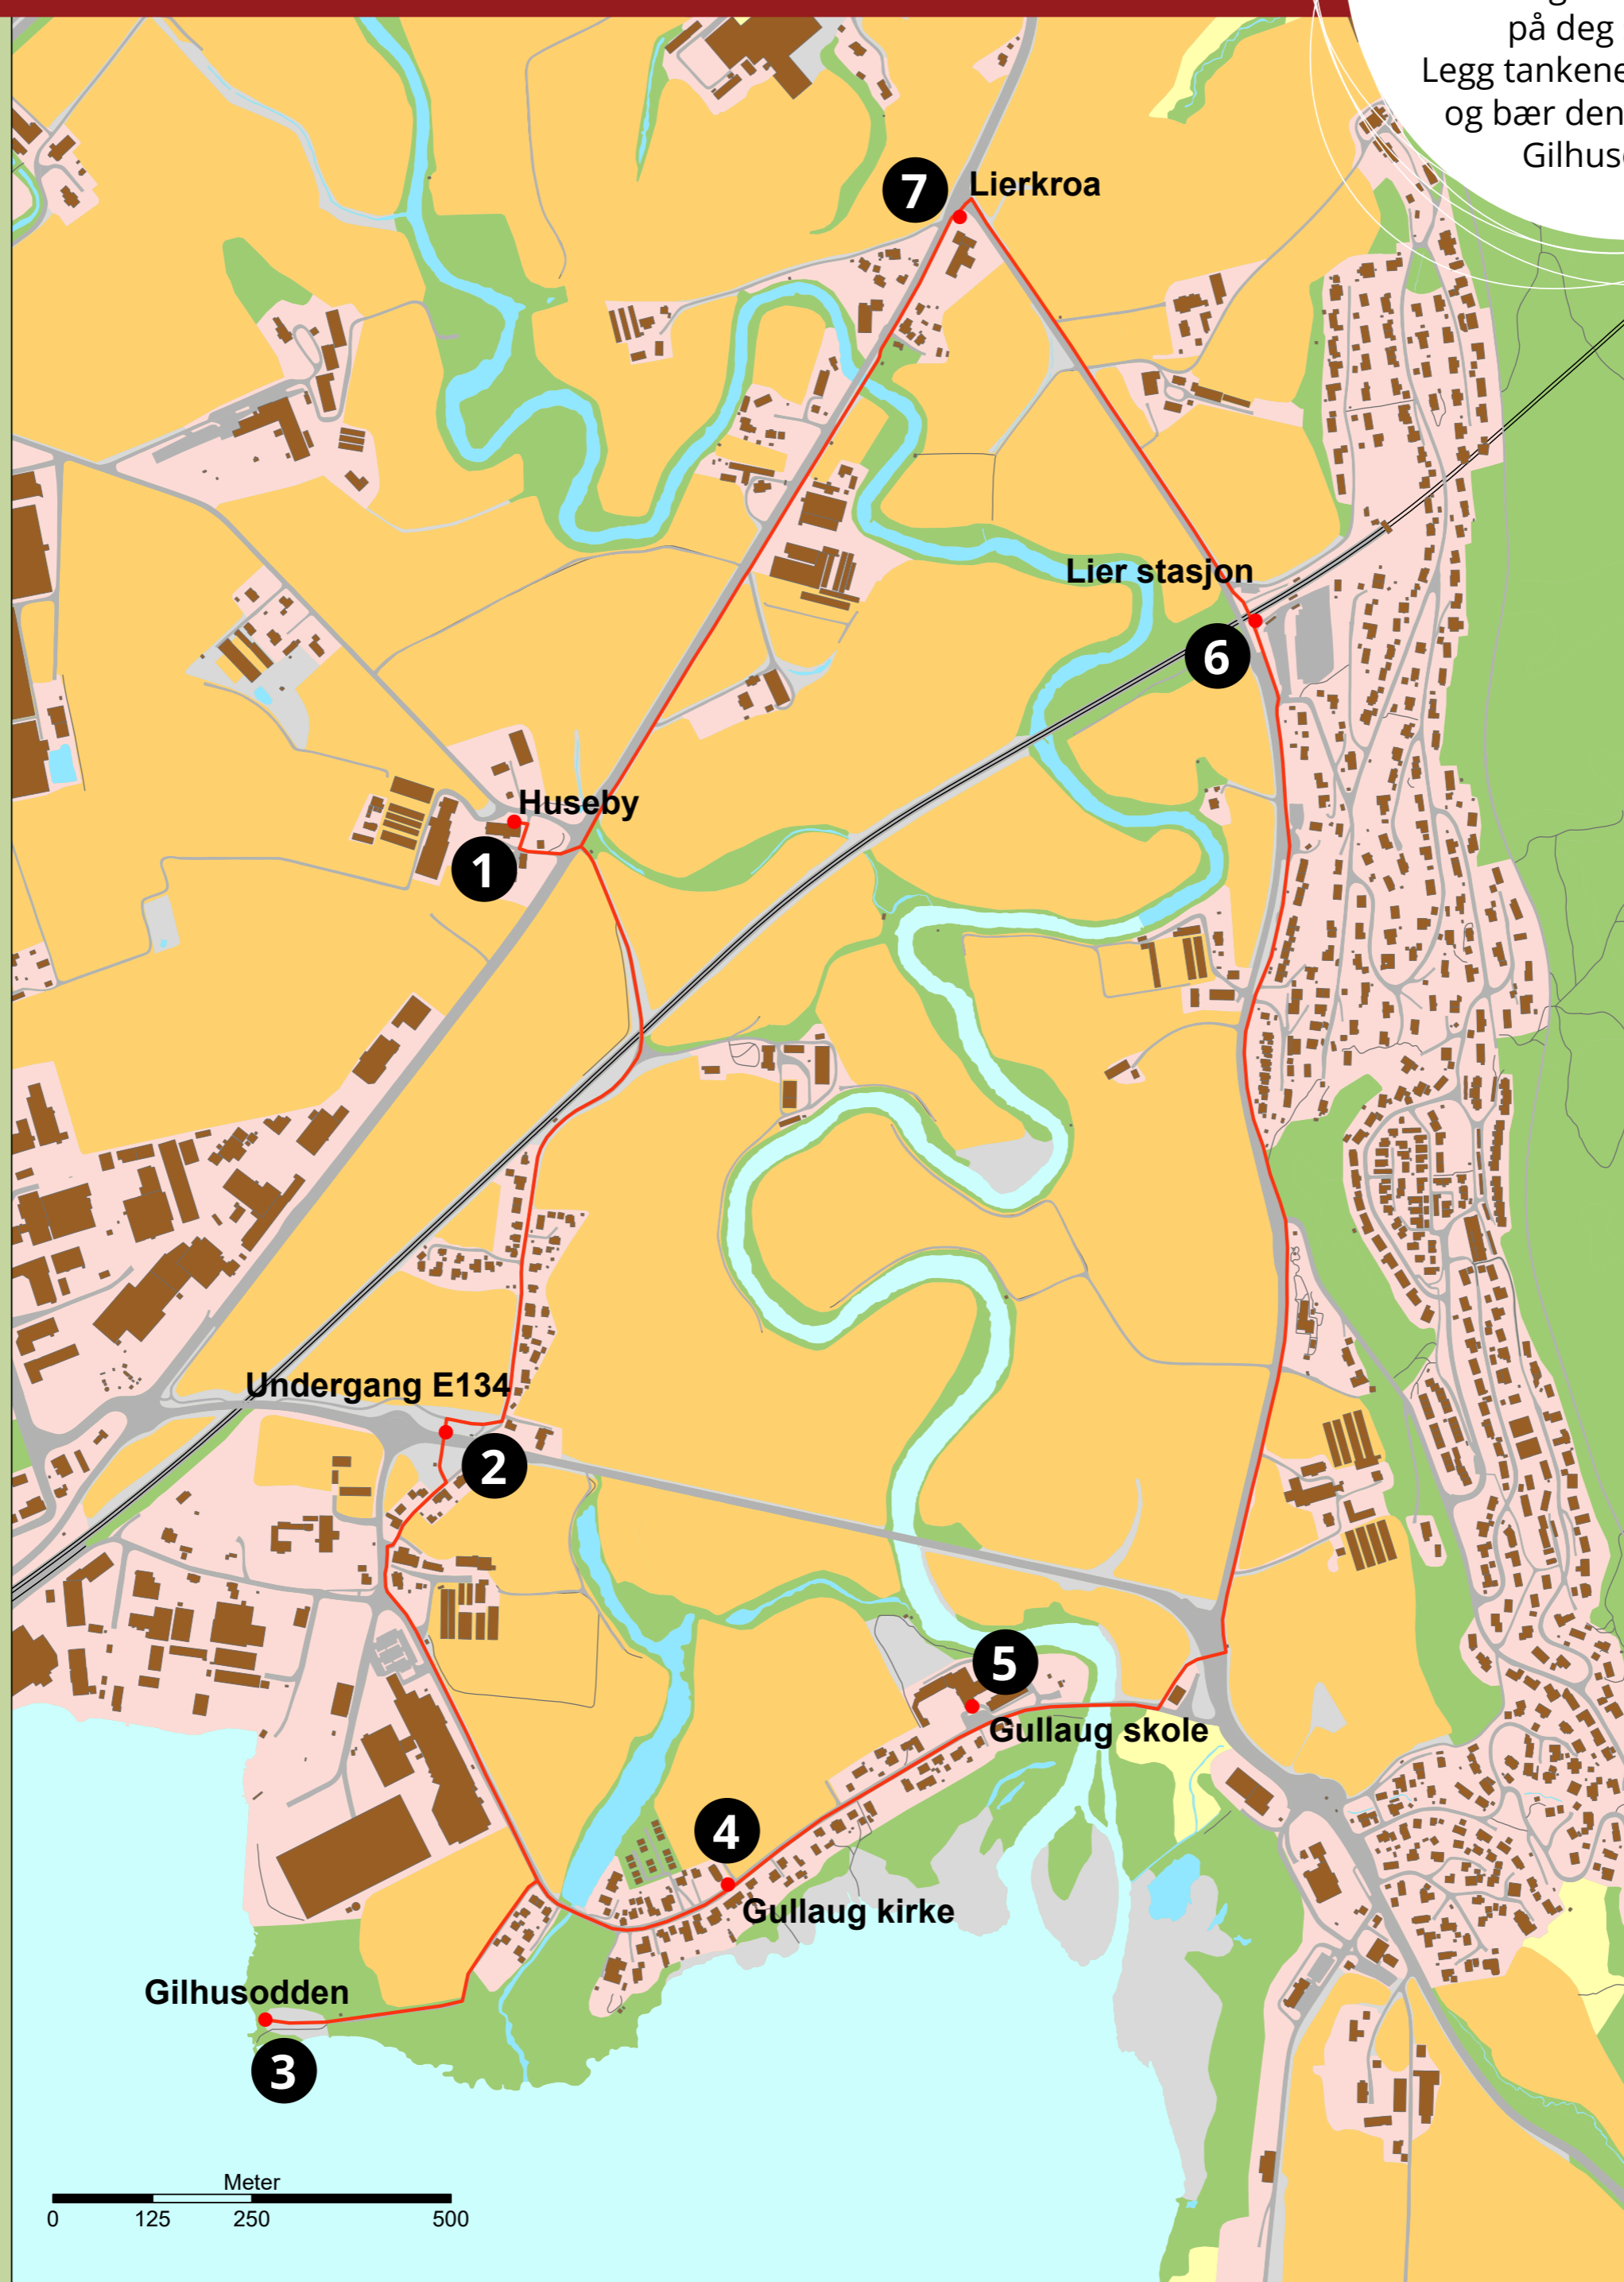 på deg
Legg tankene
og bær den
7
Lierkroa
Lier stasjon
6
Huseby
1
Undergang E134
2
5
Gullaug skole
4
Gullaug kirke
Gilhusodden
3
Meter
0 125 250 500